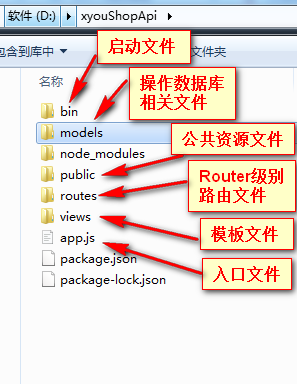 软件 (D:) ▸ xyouShopApi ▸
包含到库中 ▾
文件夹
启动文件
名称
操作数据库
相关文件
bin
models
公共资源文件
node_modules
public
Router级别
路由文件
routes
views
模板文件
app.js
入口文件
package.json
package-lock.json